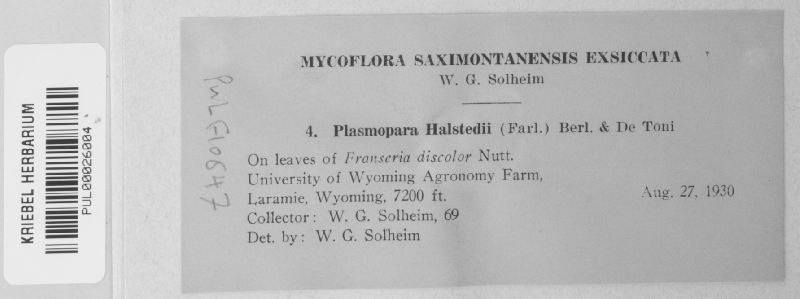 KRIEBEL HERBARIUM
PUL00026004
PUL F10647
MYCOFLORA SAXIMONTANENSIS EXSICCATA
W. G. Solheim
4. Plasmopara Halstedii (Farl.) Berl. & De Toni
On leaves of Franseria discolor Nutt.
University of Wyoming Agronomy Farm,
Laramie, Wyoming, 7200 ft. Aug. 27, 1930
Collector: W. G. Solheim, 69
Det. by: W. G. Solheim